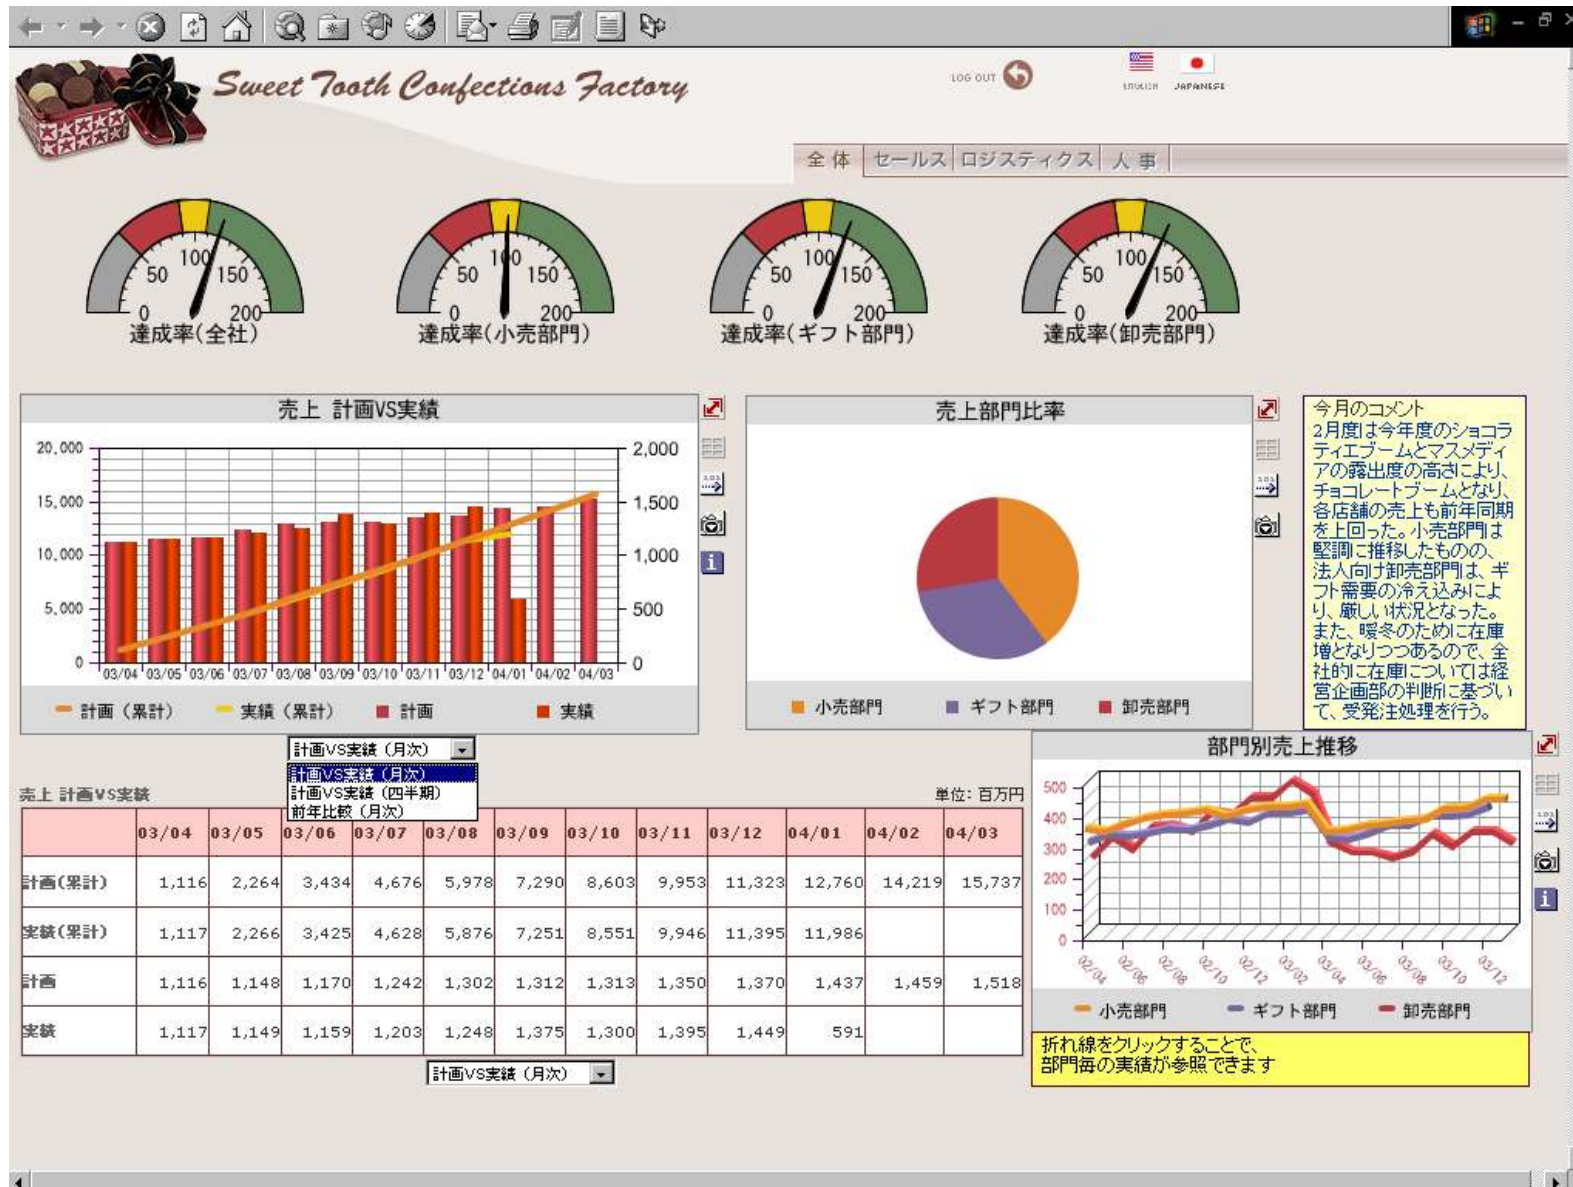 Sweet Tooth Confections Factory
LOG OUT
ENGLISH JAPANESE
全体 セールス ロジスティクス 人事
0 50 100 150 200
達成率(全社)
0 50 100 150 200
達成率(小売部門)
0 50 100 150 200
達成率(ギフト部門)
0 50 100 150 200
達成率(卸売部門)
売上 計画VS実績
20,000
15,000
10,000
5,000
0
2,000
1,500
1,000
500
0
03/04 03/05 03/06 03/07 03/08 03/09 03/10 03/11 03/12 04/01 04/02 04/03
計画(累計) 実績(累計) 計画 実績
売上部門比率
小売部門 ギフト部門 卸売部門
今月のコメント
2月度は今年度のショコラ
ティエブームとマスメディ
アの露出度の高さにより、
チョコレートブームとなり、
各店舗の売上も前年同期
を上回った。小売部門は
堅調に推移したものの、
法人向け卸売部門は、ギ
フト需要の冷え込みによ
り、厳しい状況となった。
また、暖冬のために在庫
増となりつつあるので、全
社的に在庫については経
営企画部の判断に基づい
て、受発注処理を行う。
計画VS実績(月次)
計画VS実績(月次)
計画VS実績(四半期)
前年比較(月次)
売上 計画VS実績
単位: 百万円
03/04 03/05 03/06 03/07 03/08 03/09 03/10 03/11 03/12 04/01 04/02 04/03
計画(累計) 1,116 2,264 3,434 4,676 5,978 7,290 8,603 9,953 11,323 12,760 14,219 15,737
実績(累計) 1,117 2,266 3,425 4,628 5,876 7,251 8,551 9,946 11,395 11,986
計画 1,116 1,148 1,170 1,242 1,302 1,312 1,313 1,350 1,370 1,437 1,459 1,518
実績 1,117 1,149 1,159 1,203 1,248 1,375 1,300 1,395 1,449 591
計画VS実績(月次)
部門別売上推移
500
400
300
200
100
0
02/04 02/06 02/08 02/10 02/12 03/02 03/04 03/06 03/08 03/10 03/12
小売部門 ギフト部門 卸売部門
折れ線をクリックすることで、
部門毎の実績が参照できます